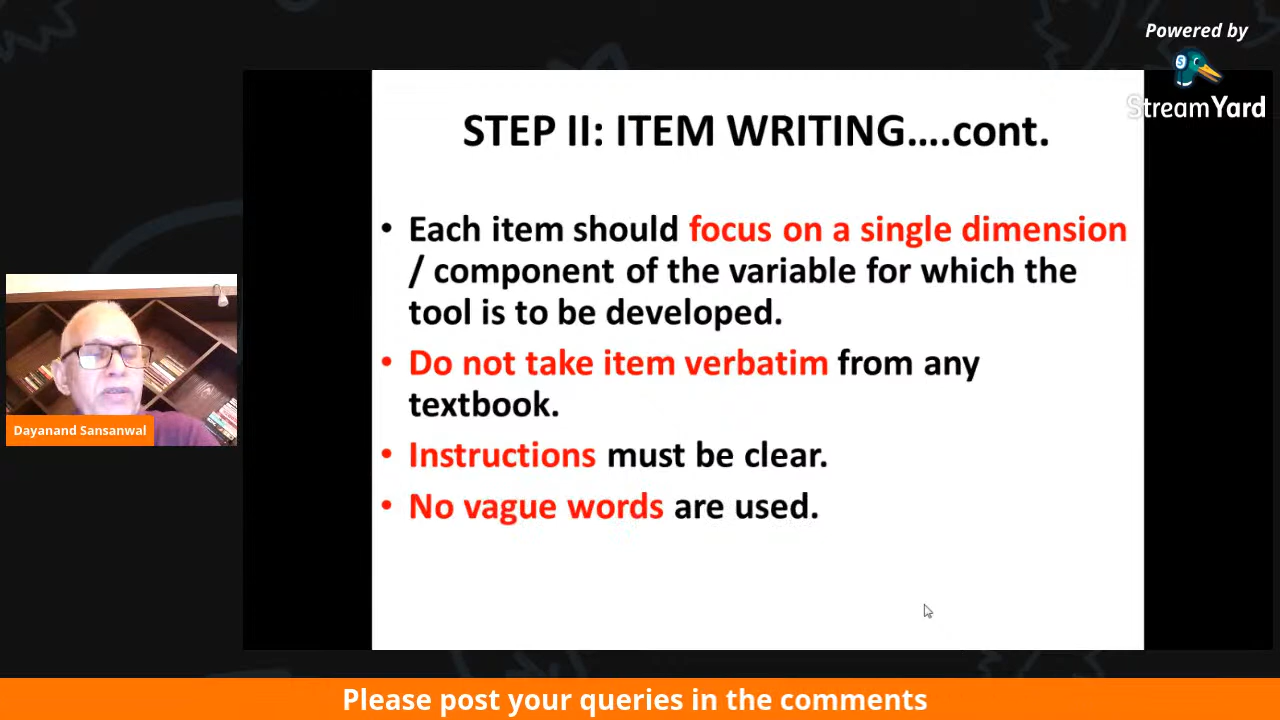 Powered by
StreamYard
STEP II: ITEM WRITING....cont.
• Each item should focus on a single dimension
/ component of the variable for which the
tool is to be developed.
• Do not take item verbatim from any
textbook.
• Instructions must be clear.
• No vague words are used.
Dayanand Sansanwal
Please post your queries in the comments